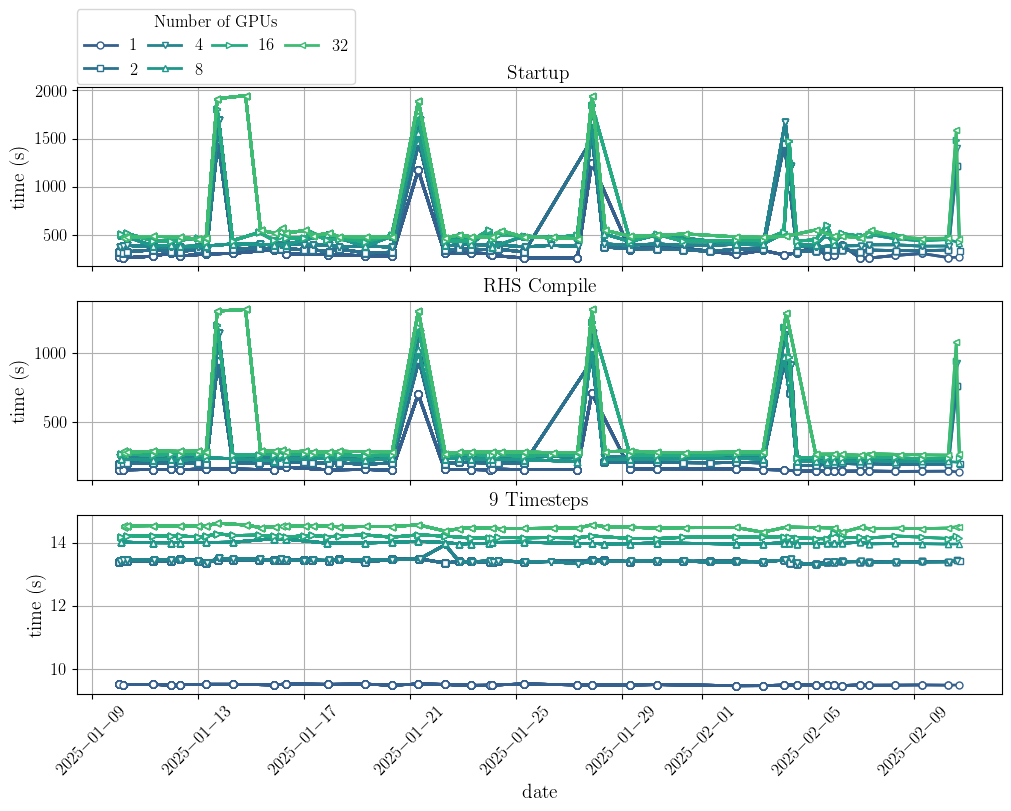 Number of GPUs
1 4 16 32
2 8
Startup
2000
1500
1000
500
time (s)
RHS Compile
1000
500
time (s)
9 Timesteps
14
12
10
time (s)
2025−01−09 2025−01−13 2025−01−17 2025−01−21 2025−01−25 2025−01−29 2025−02−01 2025−02−05 2025−02−09
date